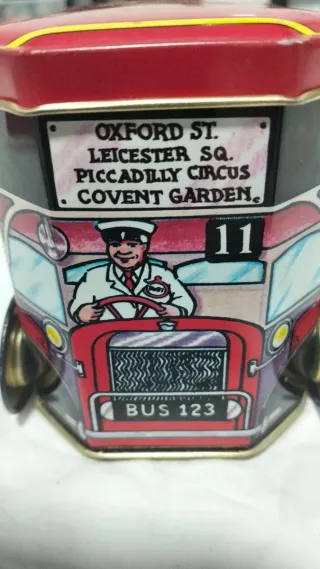 OXFORD ST.
LEICESTER SQ.
PICCADILLY CIRCUS
COVENT GARDEN.
11
BUS 123